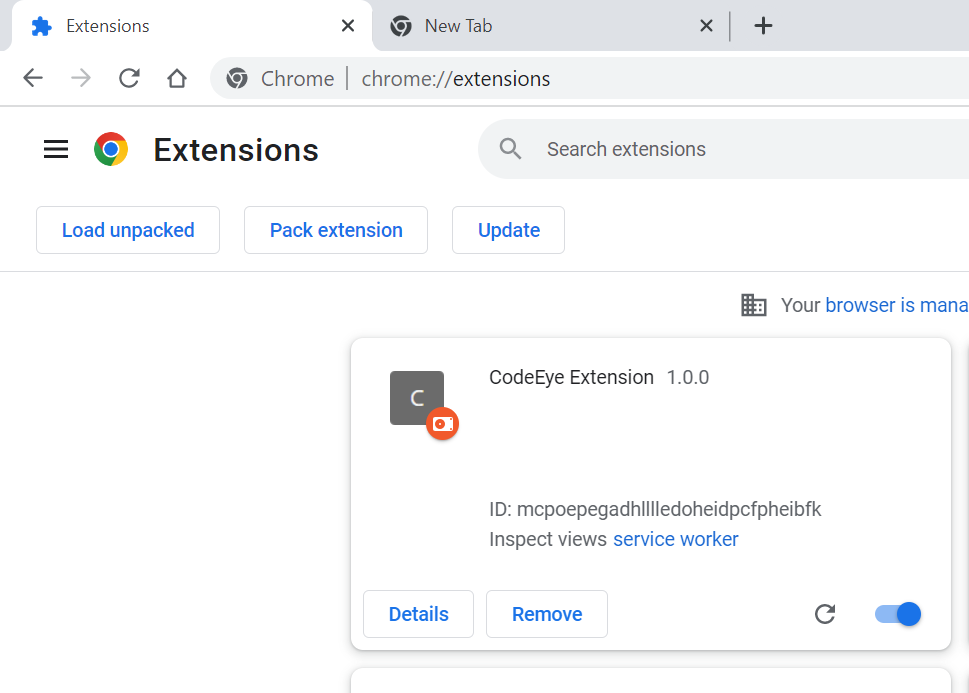 Extensions
New Tab
Chrome
chrome://extensions
Extensions
Search extensions
Load unpacked
Pack extension
Update
Your browser is mana
C
CodeEye Extension 1.0.0
ID: mcpoepegadhlllledoheidpcfpheibfk
Inspect views service worker
Details
Remove